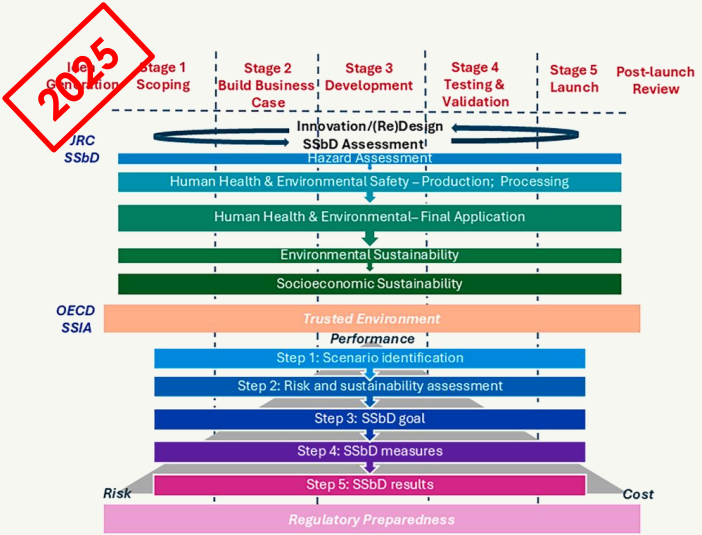 2025
Idea
Generation
Stage 1
Scoping
Stage 2
Build Business
Case
Stage 3
Development
Stage 4
Testing &
Validation
Stage 5
Launch
Post-launch
Review
Innovation/(Re)Design
SSbD Assessment
JRC
SSbD
Hazard Assessment
Human Health & Environmental Safety – Production; Processing
Human Health & Environmental– Final Application
Environmental Sustainability
Socioeconomic Sustainability
OECD
SSIA
Trusted Environment
Performance
Step 1: Scenario identification
Step 2: Risk and sustainability assessment
Step 3: SSbD goal
Step 4: SSbD measures
Step 5: SSbD results
Risk
Cost
Regulatory Preparedness